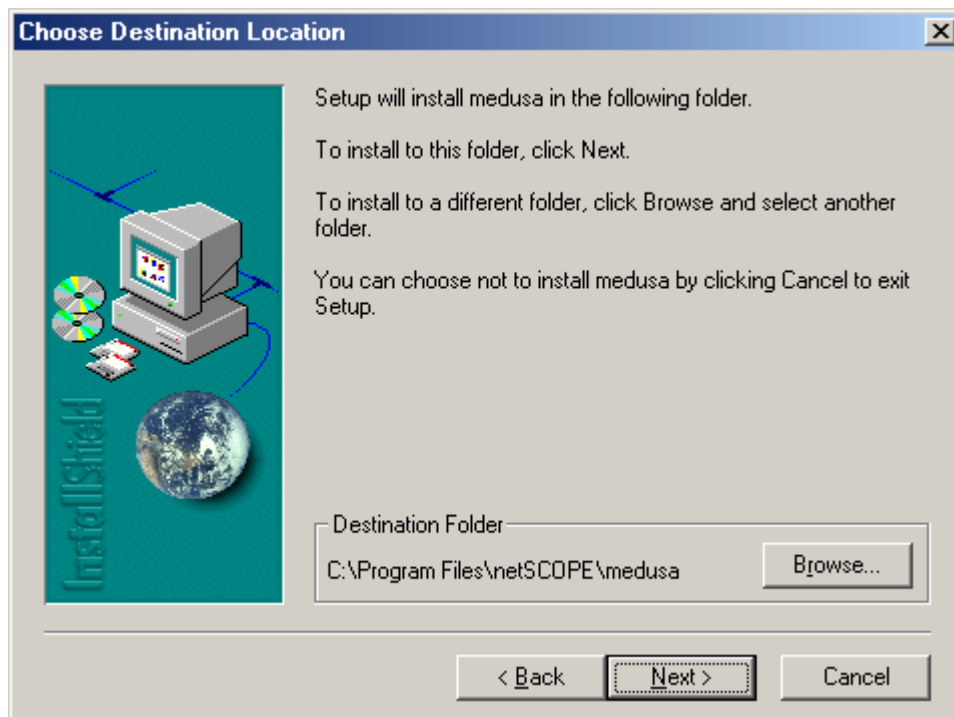 Choose Destination Location
Setup will install medusa in the following folder.
To install to this folder, click Next.
To install to a different folder, click Browse and select another
folder.
You can choose not to install medusa by clicking Cancel to exit
Setup.
InstallShield
Destination Folder
C:\Program Files\netSCOPE\medusa
Browse...
< Back
Next >
Cancel